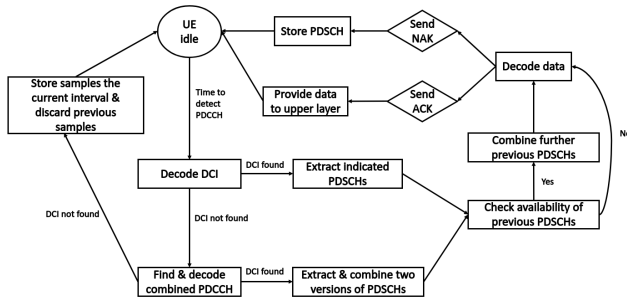 UE
idle
Store PDSCH
Send
NAK
Decode data
Store samples the
current interval &
discard previous
samples
Time to
detect
PDCCH
Provide data
to upper layer
Send
ACK
Combine further
previous PDSCHs
Decode DCI
DCI found
Extract indicated
PDSCHs
Yes
Check availability of
previous PDSCHs
DCI not found
DCI not found
Find & decode
combined PDCCH
DCI found
Extract & combine two
versions of PDSCHs